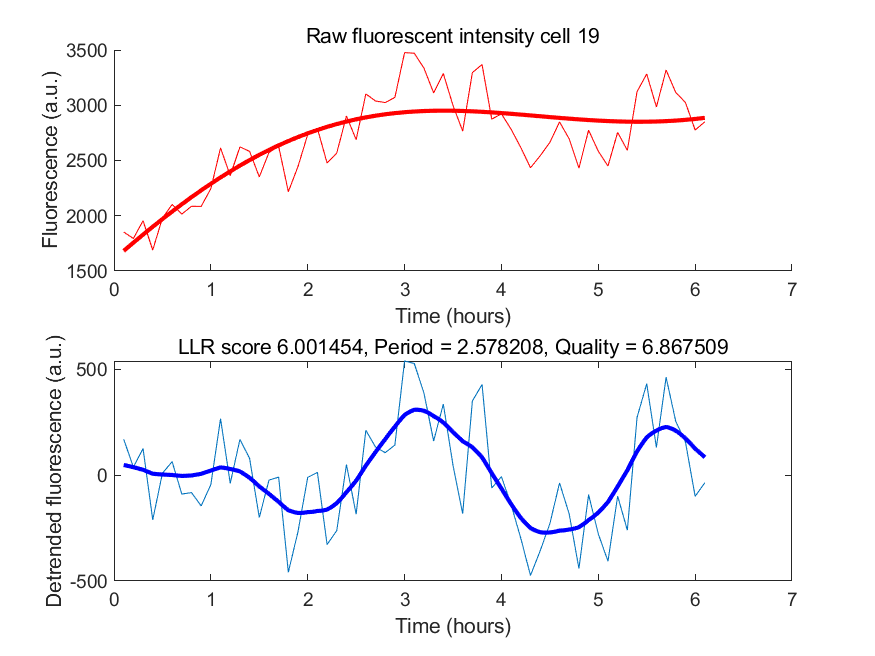 Raw fluorescent intensity cell 19
Fluorescence (a.u.)
3500
3000
2500
2000
1500
0 1 2 3 4 5 6 7
Time (hours)
LLR score 6.001454, Period = 2.578208, Quality = 6.867509
Detrended fluorescence (a.u.)
500
0
-500
0 1 2 3 4 5 6 7
Time (hours)